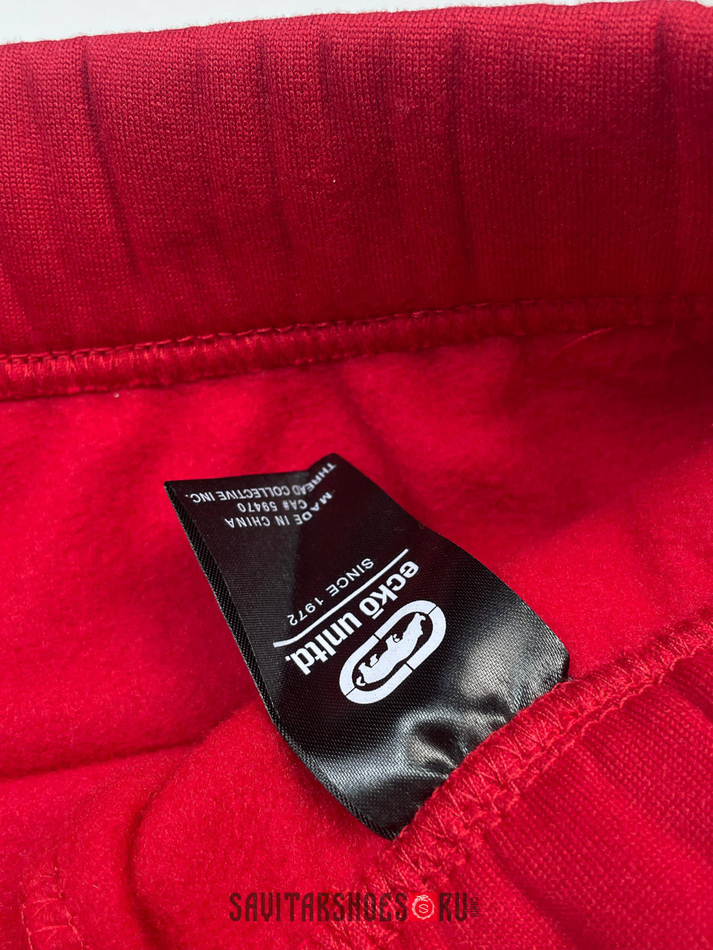 ecko unltd.
SINCE 1972
MADE IN CHINA
CA# 59470
THREAD COLLECTIVE INC.
SAVITARSHOES RU